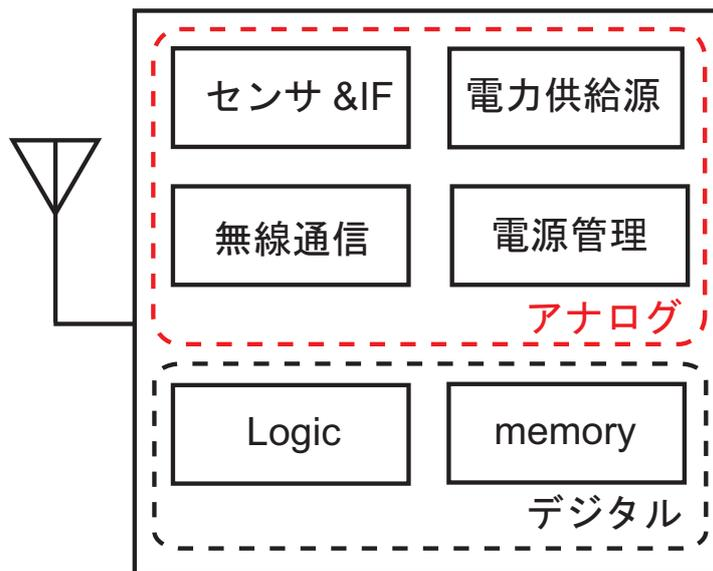 センサ &IF
電力供給源
無線通信
電源管理
アナログ
Logic
memory
デジタル